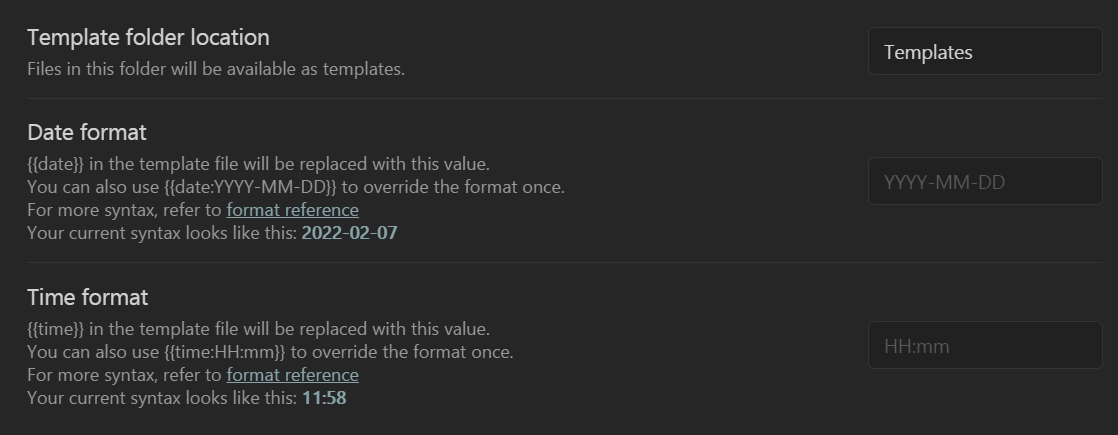 Template folder location
Files in this folder will be available as templates.
Templates
Date format
{{date}} in the template file will be replaced with this value.
You can also use {{date:YYYY-MM-DD}} to override the format once.
For more syntax, refer to format reference
Your current syntax looks like this: 2022-02-07
YYYY-MM-DD
Time format
{{time}} in the template file will be replaced with this value.
You can also use {{time:HH:mm}} to override the format once.
For more syntax, refer to format reference
Your current syntax looks like this: 11:58
HH:mm